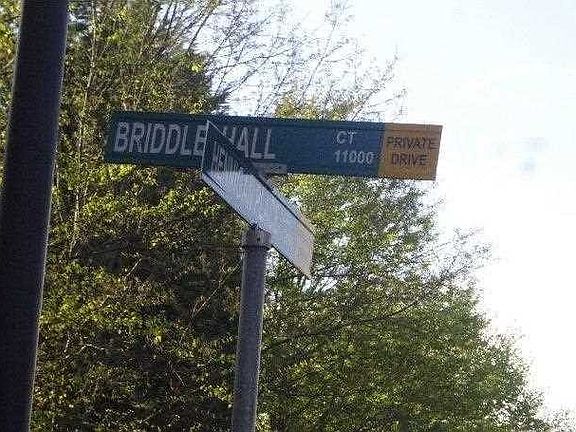 BRIDDLE HALL
CT
11000
PRIVATE
DRIVE